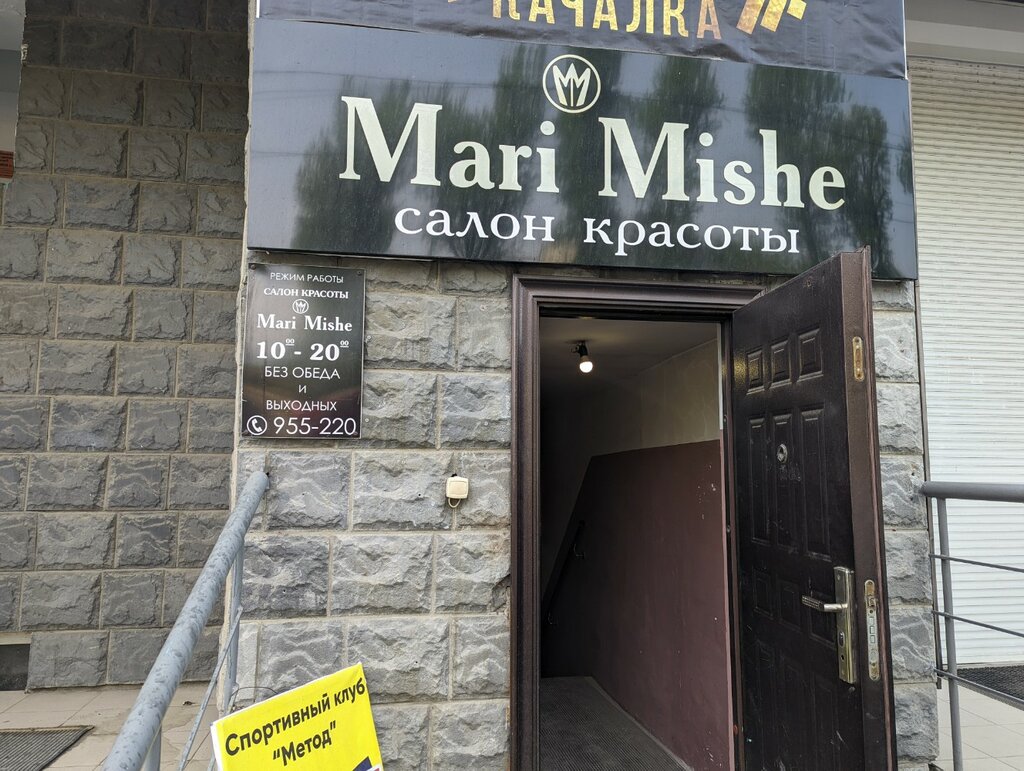 КАЧАЛКА
Mari Mishe
салон красоты
РЕЖИМ РАБОТЫ
САЛОН КРАСОТЫ
Mari Mishe
10⁰⁰ - 20⁰⁰
БЕЗ ОБЕДА
И
ВЫХОДНЫХ
955-220
Спортивный клуб
"Метод"